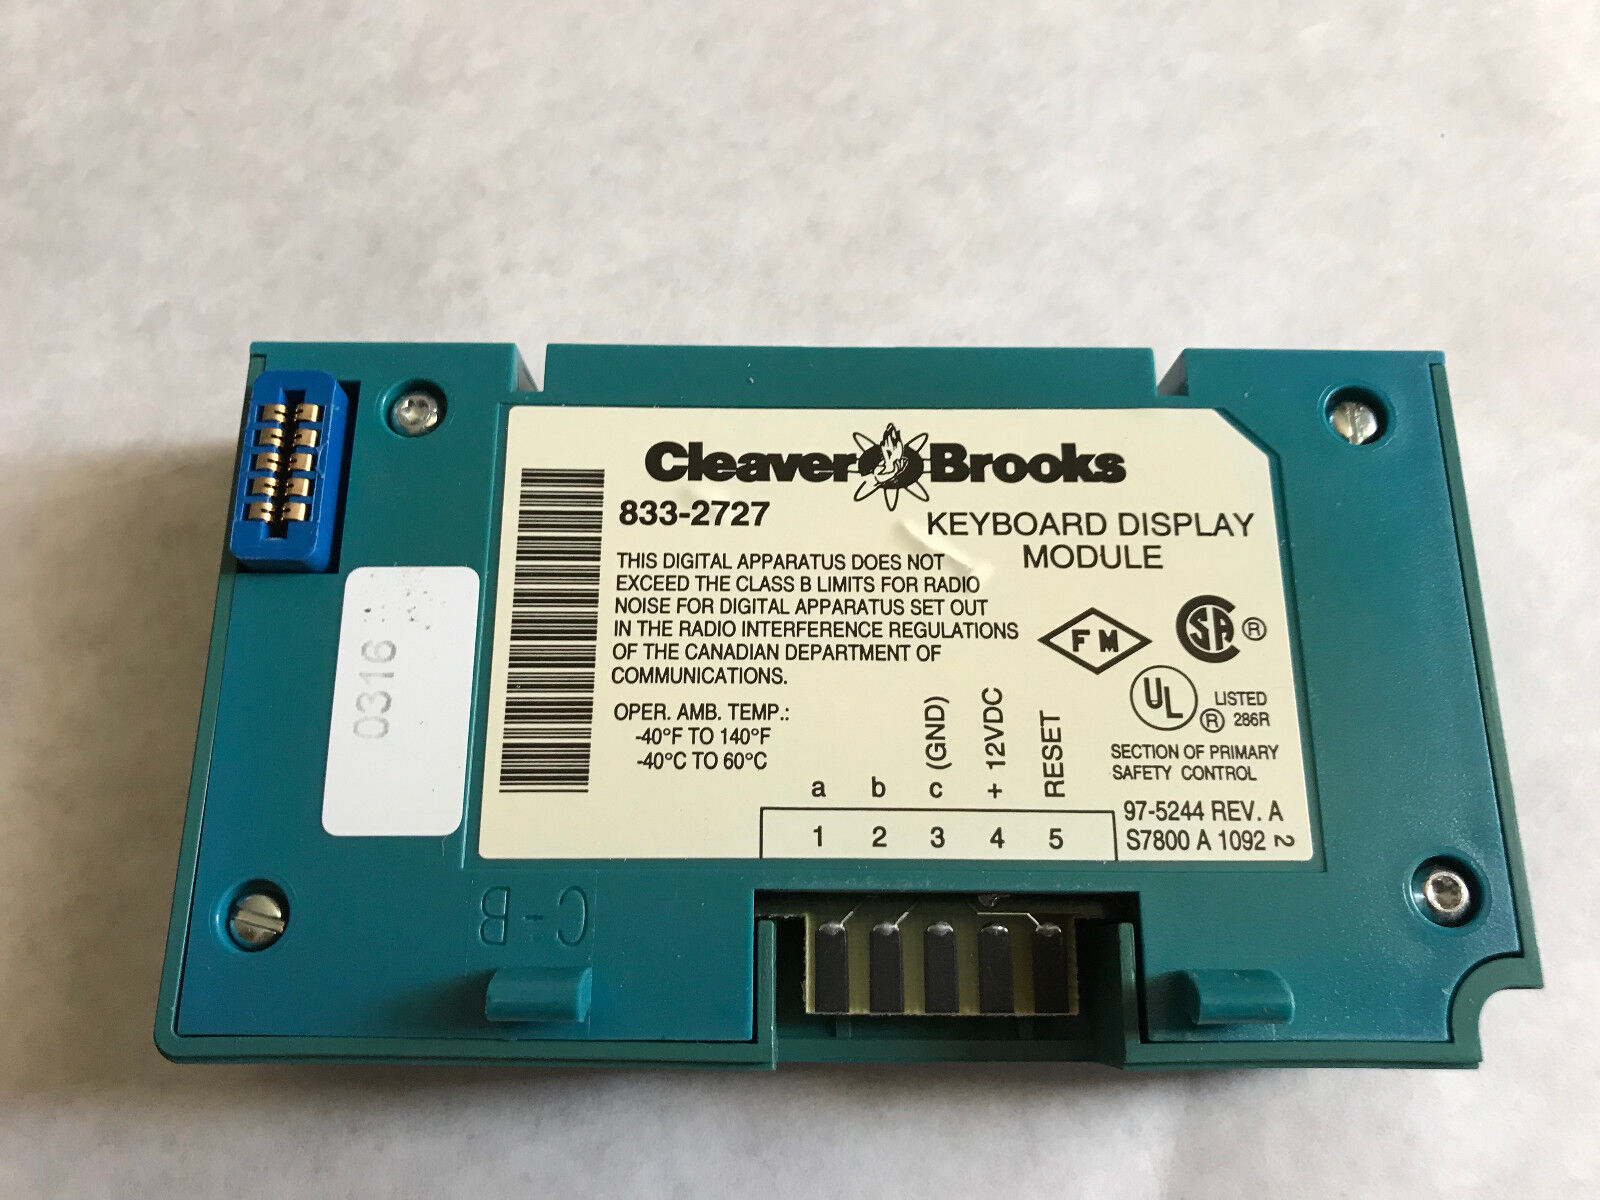 Cleaver Brooks
833-2727
KEYBOARD DISPLAY
MODULE
THIS DIGITAL APPARATUS DOES NOT
EXCEED THE CLASS B LIMITS FOR RADIO
NOISE FOR DIGITAL APPARATUS SET OUT
IN THE RADIO INTERFERENCE REGULATIONS
OF THE CANADIAN DEPARTMENT OF
COMMUNICATIONS.
OPER. AMB. TEMP.:
-40°F TO 140°F
-40°C TO 60°C
FM
SA ®
UL ® LISTED
286R
SECTION OF PRIMARY
SAFETY CONTROL
a b c (GND) + 12VDC RESET
1 2 3 4 5
97-5244 REV. A
S7800 A 1092 2
0316
C-B